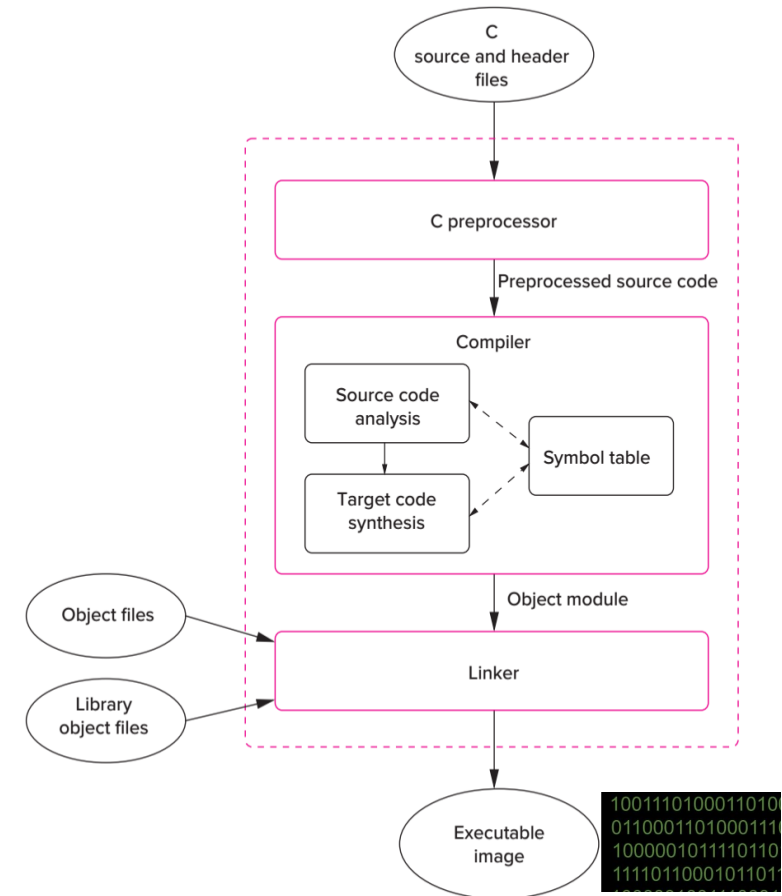 C
source and header
files
C preprocessor
Preprocessed source code
Compiler
Source code
analysis
Symbol table
Target code
synthesis
Object module
Object files
Linker
Library
object files
Executable
image